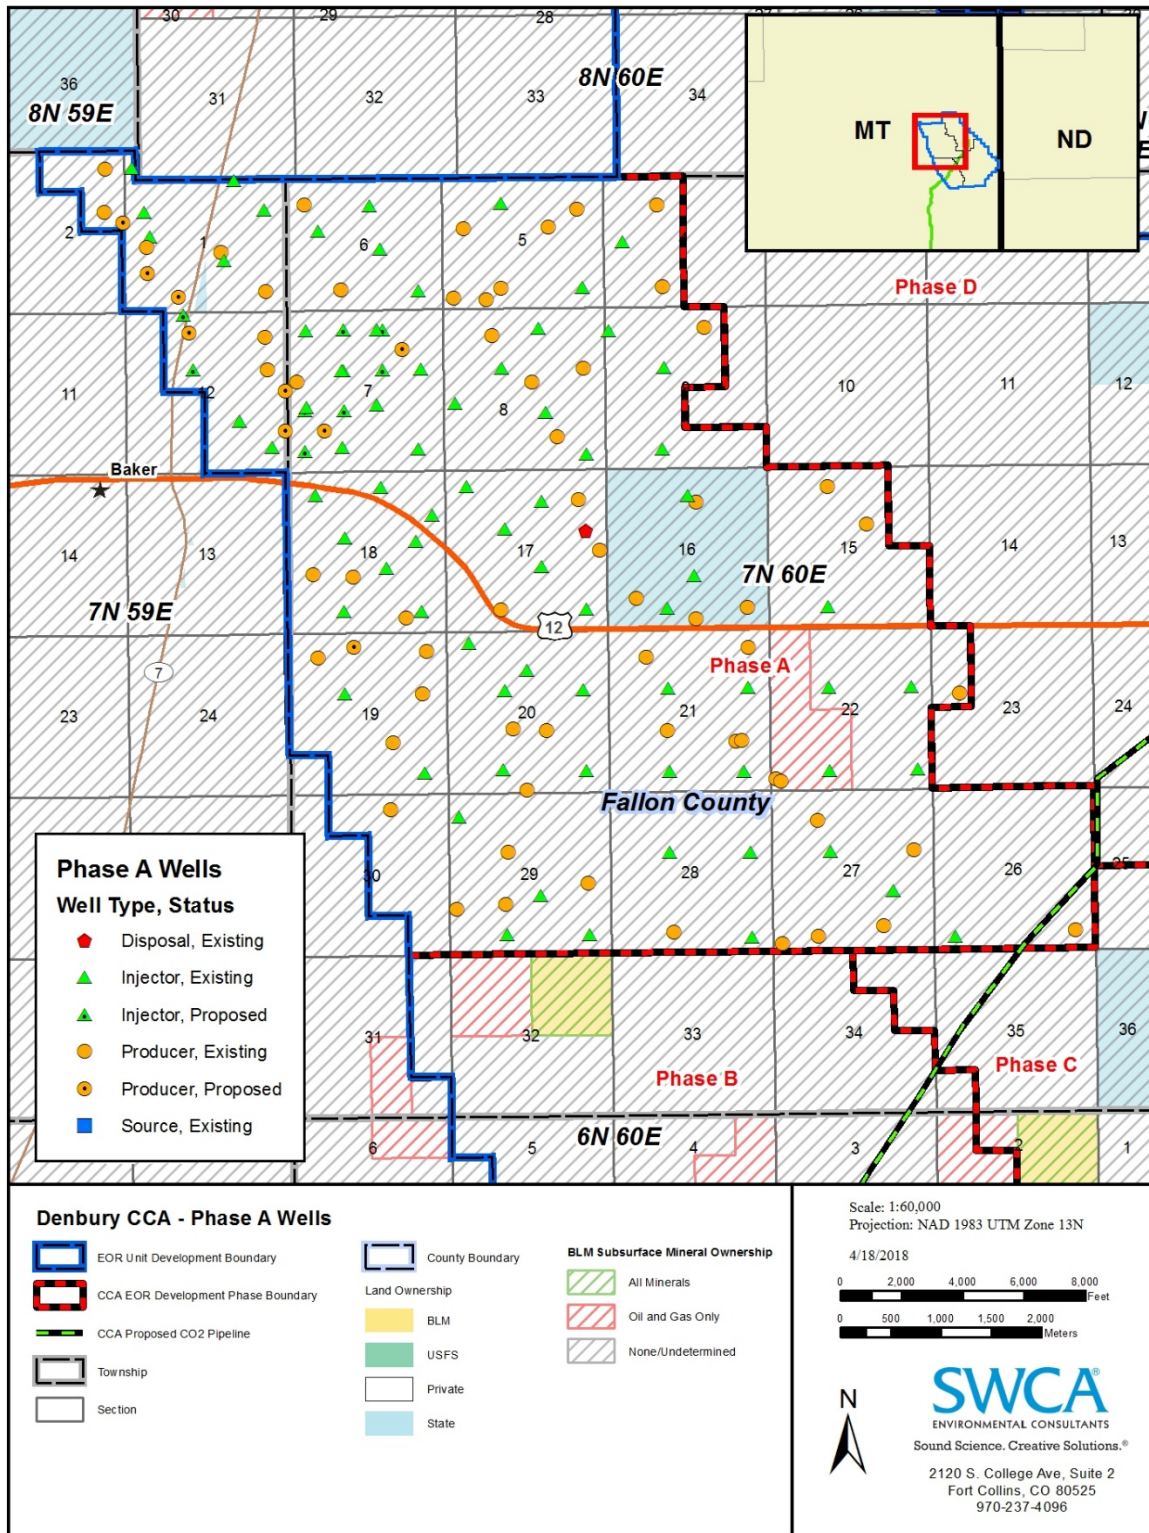 30
29
28
27
36
31
32
33
34
8N 59E
8N 60E
MT
ND
2
1
6
5
Phase D
11
12
7
8
9
10
11
12
Baker
14
13
18
17
16
15
14
13
7N 59E
7N 60E
12
Phase A
7
23
24
19
20
21
22
23
24
Fallon County
30
29
28
27
26
25
31
32
33
34
35
36
Phase B
Phase C
6N 60E
6
5
4
3
2
1
Phase A Wells
Well Type, Status
Disposal, Existing
Injector, Existing
Injector, Proposed
Producer, Existing
Producer, Proposed
Source, Existing
Denbury CCA - Phase A Wells
EOR Unit Development Boundary
CCA EOR Development Phase Boundary
CCA Proposed CO2 Pipeline
Township
Section
County Boundary
Land Ownership
BLM
USFS
Private
State
BLM Subsurface Mineral Ownership
All Minerals
Oil and Gas Only
None/Undetermined
Scale: 1:60,000
Projection: NAD 1983 UTM Zone 13N
4/18/2018
0 2,000 4,000 6,000 8,000
Feet
0 500 1,000 1,500 2,000
Meters
N
SWCA®
ENVIRONMENTAL CONSULTANTS
Sound Science. Creative Solutions.®
2120 S. College Ave, Suite 2
Fort Collins, CO 80525
970-237-4096